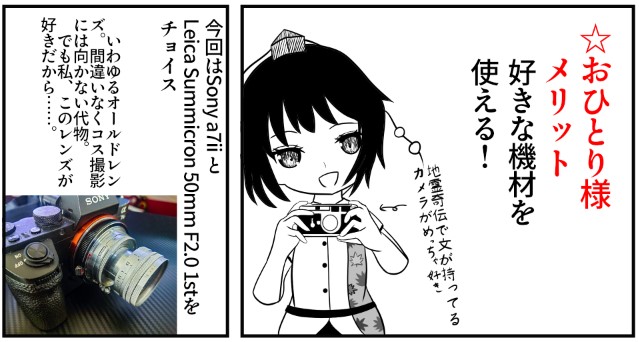 ☆おひとり様
メリット
好きな機材を
使える！
地霊奇伝で文が持ってる
カメラがめっちゃ好き
今回はSony a7iiと
Leica Summicron 50mm F2.0 1stを
チョイス
いわゆるオールドレン
ズ。間違いなくコス撮影
には向かない代物。
でも私、このレンズが
好きだから……。
SONY